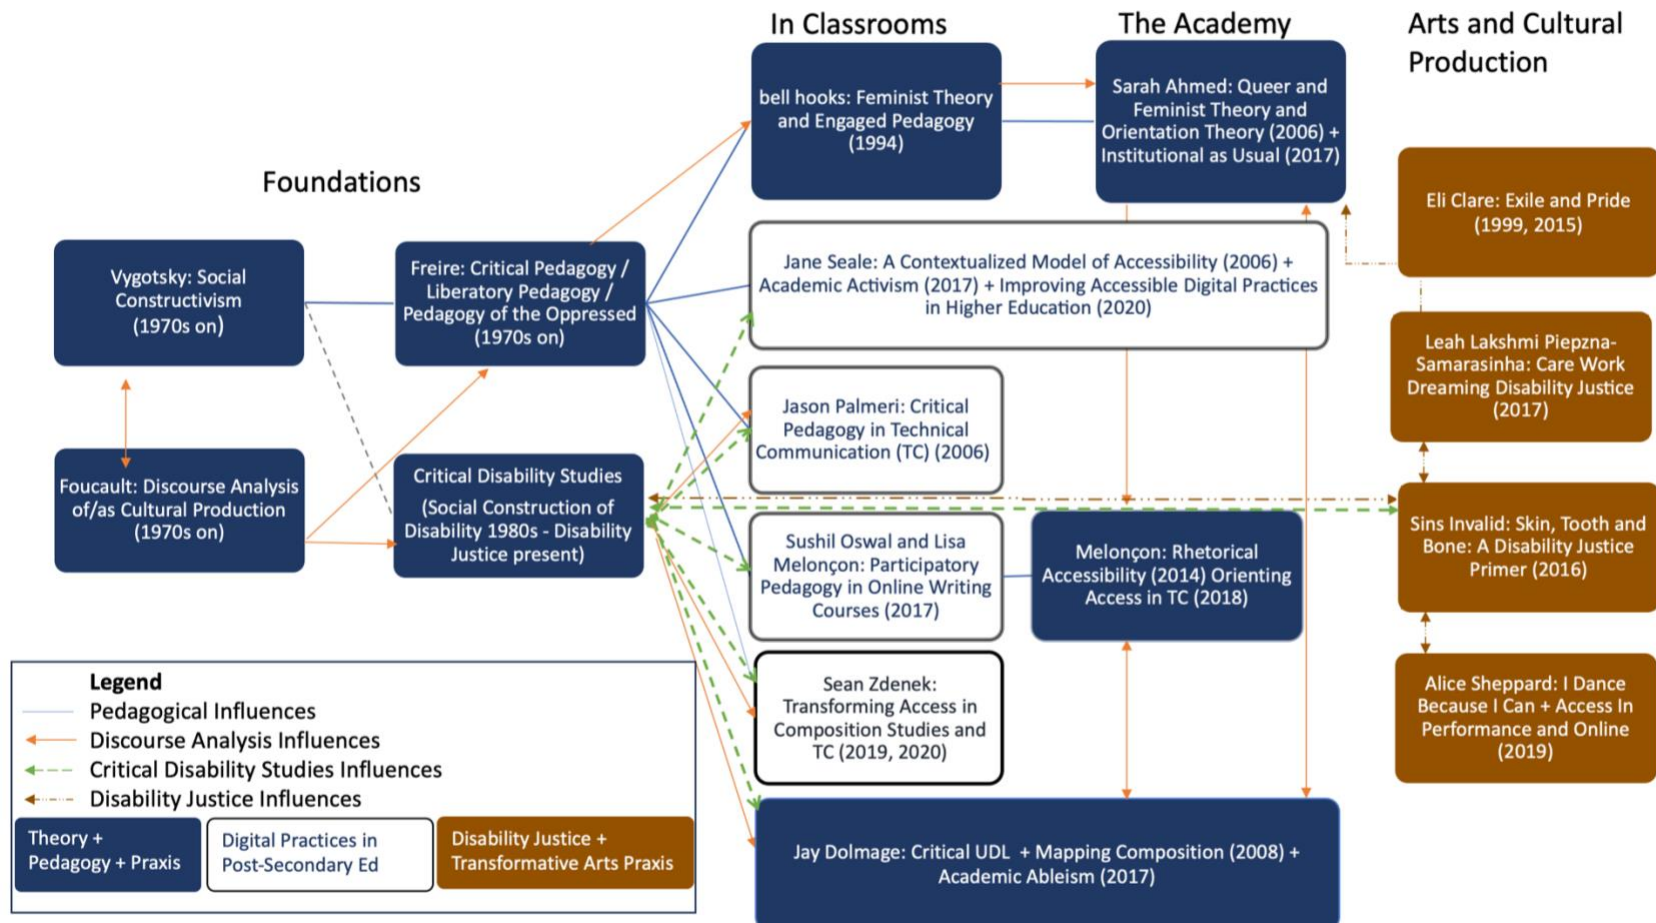 In Classrooms
The Academy
Arts and Cultural
Production
Foundations
Vygotsky: Social
Constructivism
(1970s on)
Foucault: Discourse Analysis
of/as Cultural Production
(1970s on)
Freire: Critical Pedagogy /
Liberatory Pedagogy /
Pedagogy of the Oppressed
(1970s on)
Critical Disability Studies
(Social Construction of
Disability 1980s - Disability
Justice present)
bell hooks: Feminist Theory
and Engaged Pedagogy
(1994)
Sarah Ahmed: Queer and
Feminist Theory and
Orientation Theory (2006) +
Institutional as Usual (2017)
Jane Seale: A Contextualized Model of Accessibility (2006) +
Academic Activism (2017) + Improving Accessible Digital Practices
in Higher Education (2020)
Jason Palmeri: Critical
Pedagogy in Technical
Communication (TC) (2006)
Sushil Oswal and Lisa
Melonçon: Participatory
Pedagogy in Online Writing
Courses (2017)
Melonçon: Rhetorical
Accessibility (2014) Orienting
Access in TC (2018)
Sean Zdenek:
Transforming Access in
Composition Studies and
TC (2019, 2020)
Jay Dolmage: Critical UDL + Mapping Composition (2008) +
Academic Ableism (2017)
Eli Clare: Exile and Pride
(1999, 2015)
Leah Lakshmi Piepzna-
Samarasinha: Care Work
Dreaming Disability Justice
(2017)
Sins Invalid: Skin, Tooth and
Bone: A Disability Justice
Primer (2016)
Alice Sheppard: I Dance
Because I Can + Access In
Performance and Online
(2019)
Legend
Pedagogical Influences
Discourse Analysis Influences
Critical Disability Studies Influences
Disability Justice Influences
Theory +
Pedagogy + Praxis
Digital Practices in
Post-Secondary Ed
Disability Justice +
Transformative Arts Praxis